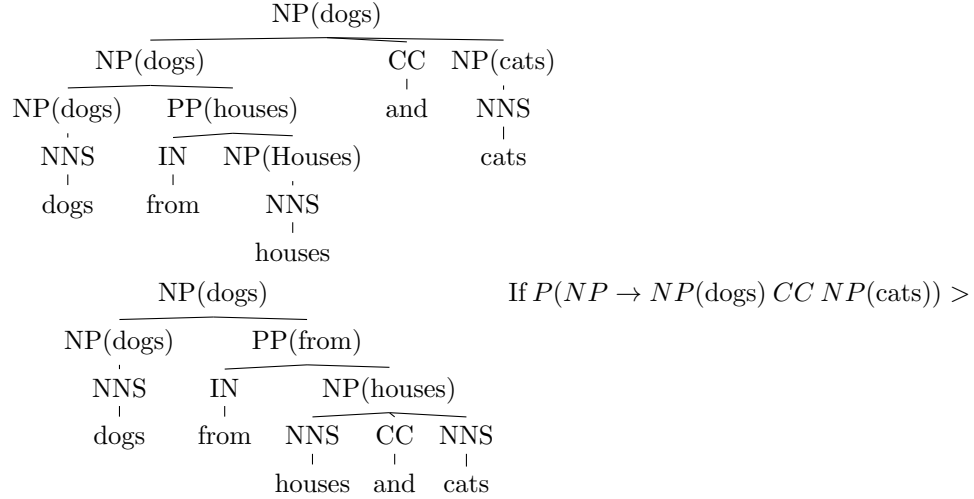 NP(dogs)
NP(dogs) CC NP(cats)
NP(dogs) PP(houses) and NNS
NNS IN NP(Houses) cats
dogs from NNS
houses
NP(dogs) If P(NP → NP(dogs) CC NP(cats)) >
NP(dogs) PP(from)
NNS IN NP(houses)
dogs from NNS CC NNS
houses and cats